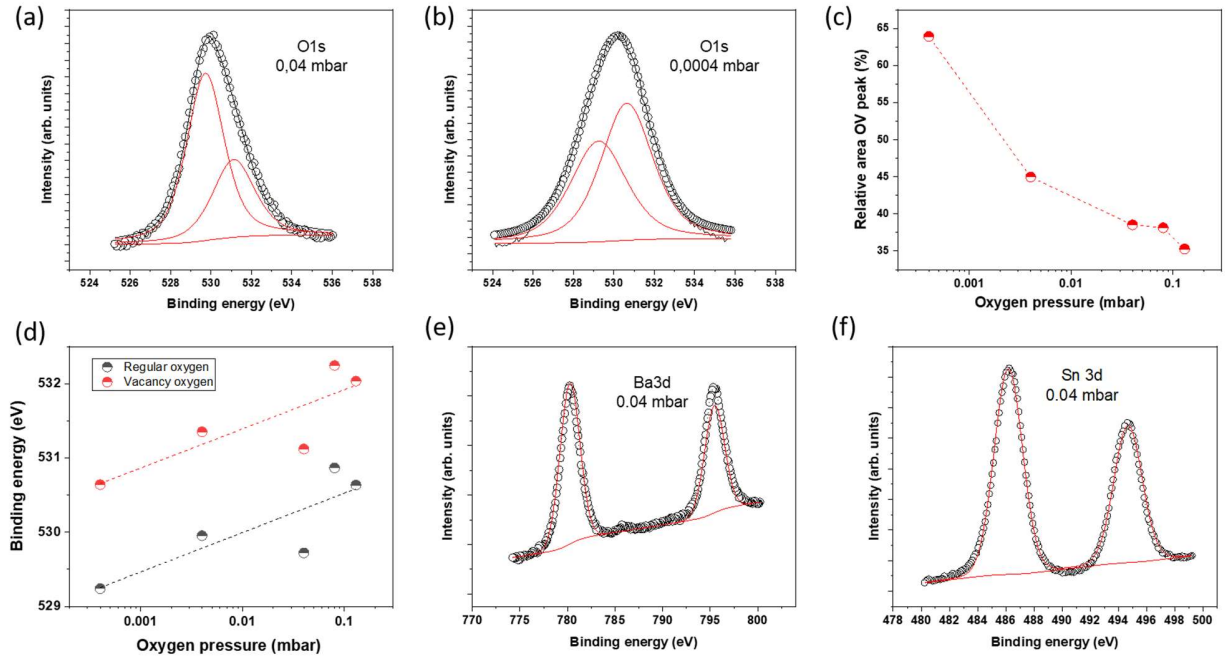 (a)
O1s
0,04 mbar
Intensity (arb. units)
524 526 528 530 532 534 536 538
Binding energy (eV)
(b)
O1s
0,0004 mbar
Intensity (arb. units)
524 526 528 530 532 534 536 538
Binding energy (eV)
(c)
Relative area OV peak (%)
65
60
55
50
45
40
35
0.001 0.01 0.1
Oxygen pressure (mbar)
(d)
Regular oxygen
Vacancy oxygen
Binding energy (eV)
532
531
530
529
0.001 0.01 0.1
Oxygen pressure (mbar)
(e)
Ba3d
0.04 mbar
Intensity (arb. units)
770 775 780 785 790 795 800
Binding energy (eV)
(f)
Sn 3d
0.04 mbar
Intensity (arb. units)
478 480 482 484 486 488 490 492 494 496 498 500
Binding energy (eV)